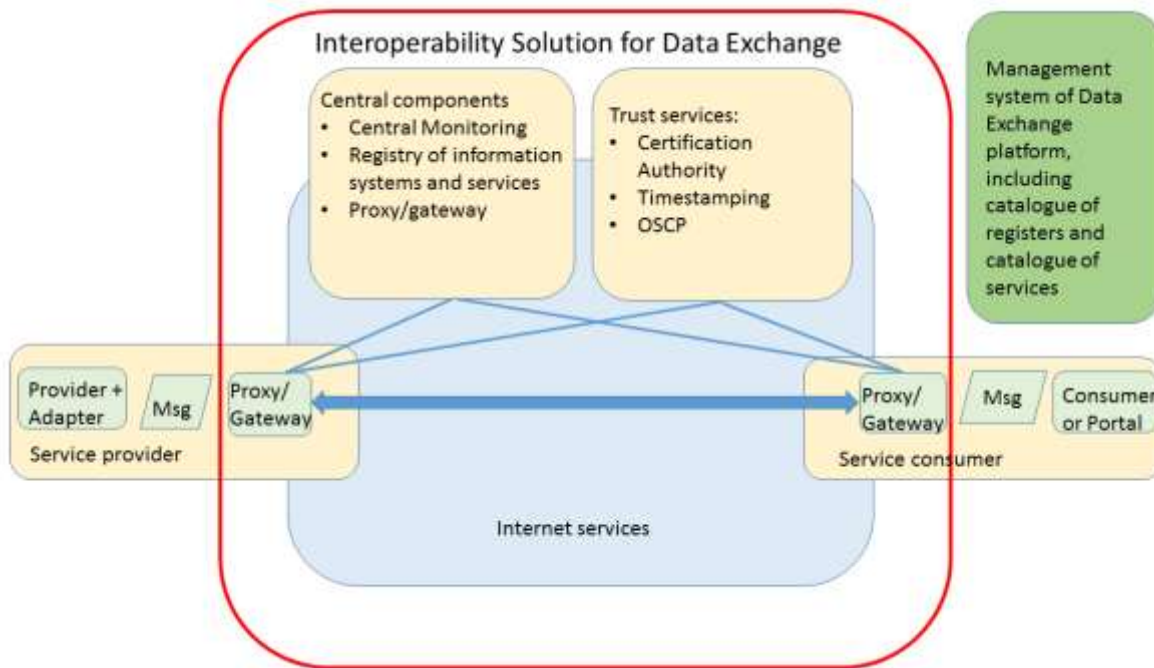 Interoperability Solution for Data Exchange
Central components
• Central Monitoring
• Registry of information
systems and services
• Proxy/gateway
Trust services:
• Certification
Authority
• Timestamping
• OSCP
Management
system of Data
Exchange
platform,
including
catalogue of
registers and
catalogue of
services
Provider +
Adapter
Msg
Proxy/
Gateway
Service provider
Proxy/
Gateway
Msg
Consumer
or Portal
Service consumer
Internet services